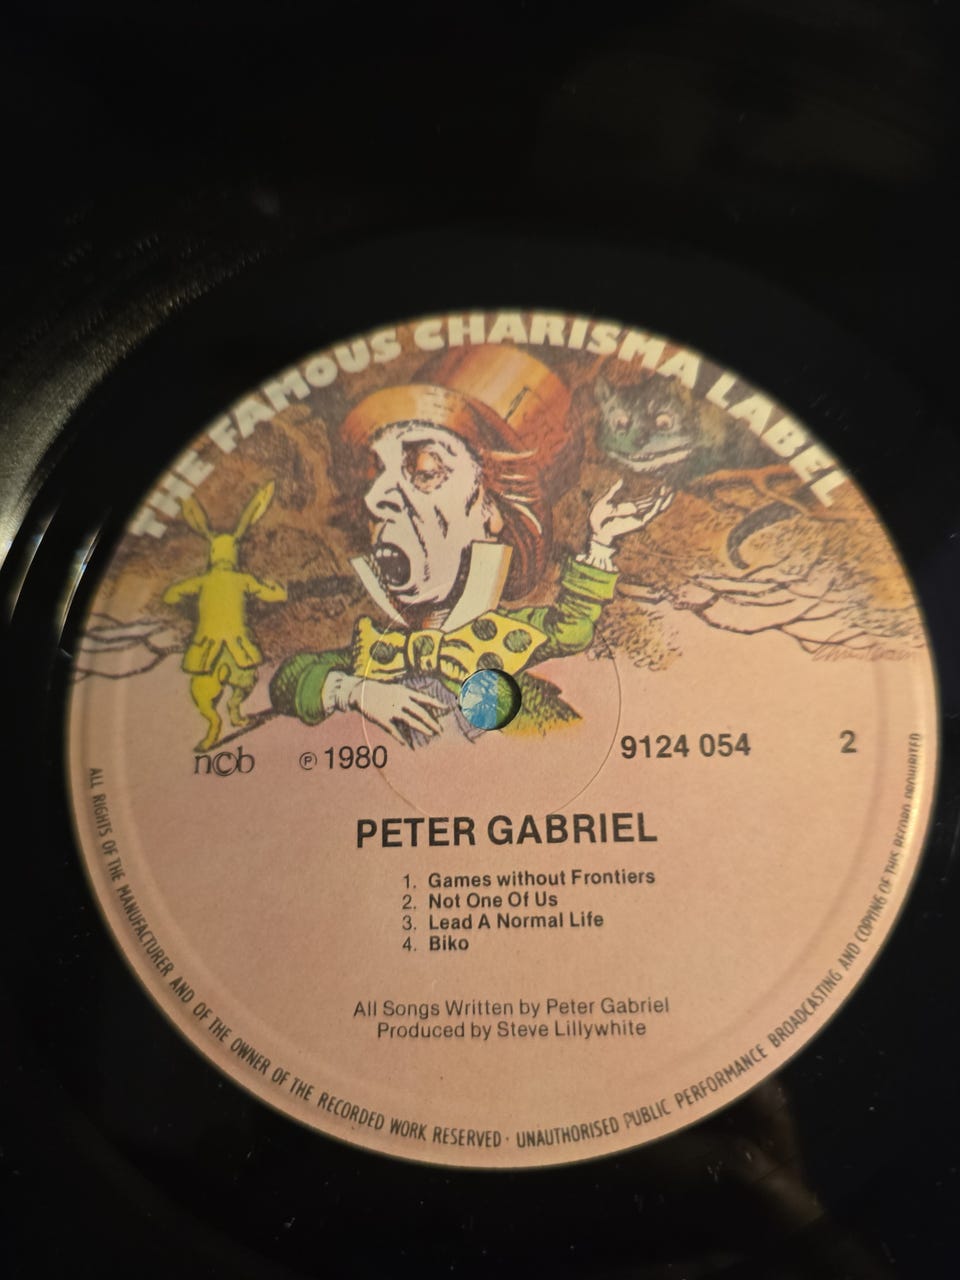 THE FAMOUS CHARISMA LABEL
n©b ℗ 1980 9124 054 2
PETER GABRIEL
1. Games without Frontiers
2. Not One Of Us
3. Lead A Normal Life
4. Biko
All Songs Written by Peter Gabriel
Produced by Steve Lillywhite
ALL RIGHTS OF THE MANUFACTURER AND OF THE OWNER OF THE RECORDED WORK RESERVED · UNAUTHORISED PUBLIC PERFORMANCE BROADCASTING AND COPYING OF THIS RECORD PROHIBITED